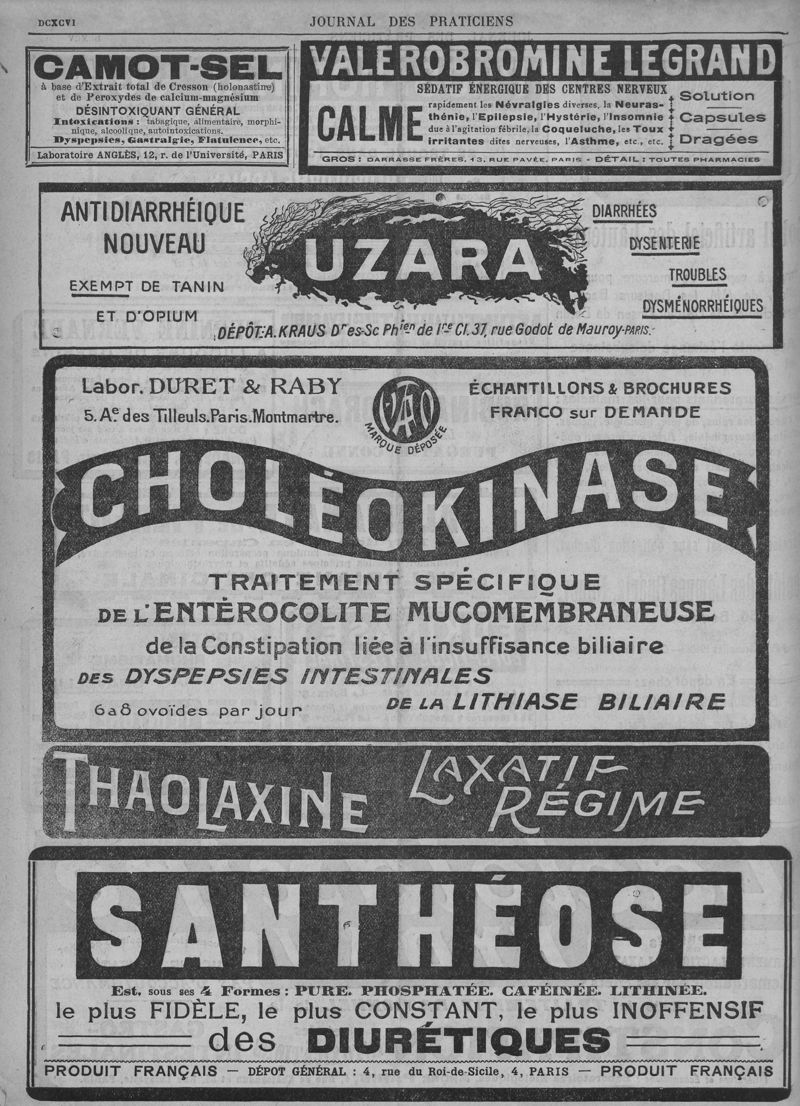 DCXCVI
JOURNAL DES PRATICIENS
CAMOT-SEL
à base d'Extrait total de Cresson (holonastire)
et de Peroxydes de calcium-magnésium
DÉSINTOXIQUANT GÉNÉRAL
Intoxications : tabagique, alimentaire, morphi-
nique, alcoolique, autointoxications.
Dyspepsies, Gastralgie, Flatulence, etc.
Laboratoire ANGLÈS, 12, r. de l'Université, PARIS
VALEROBROMINE LEGRAND
SÉDATIF ÉNERGIQUE DES CENTRES NERVEUX
CALME
rapidement les Névralgies diverses, la Neuras-
thénie, l'Epilepsie, l'Hystérie, l'Insomnie
due à l'agitation fébrile, la Coqueluche, les Toux
irritantes dites nerveuses, l'Asthme, etc., etc.
Solution
Capsules
Dragées
GROS : DARRASSE FRÈRES, 13, RUE PAVÉE, PARIS - DÉTAIL : TOUTES PHARMACIES
ANTIDIARRHÉIQUE
NOUVEAU
EXEMPT DE TANIN
ET D'OPIUM
UZARA
DIARRHÉES
DYSENTERIE
TROUBLES
DYSMÉNORRHÉIQUES
DÉPÔT:A.KRAUS Dr es-Sc Phien de Ire Cl. 37, rue Godot de Mauroy-PARIS.
Labor. DURET & RABY
5. Ae des Tilleuls. Paris. Montmartre.
MARQUE DÉPOSÉE
ÉCHANTILLONS & BROCHURES
FRANCO sur DEMANDE
CHOLÉOKINASE
TRAITEMENT SPÉCIFIQUE
DE L'ENTÉROCOLITE MUCOMEMBRANEUSE
de la Constipation liée à l'insuffisance biliaire
DES DYSPEPSIES INTESTINALES
6 à 8 ovoïdes par jour
DE LA LITHIASE BILIAIRE
THAOLAXINE
LAXATIF
RÉGIME
SANTHÉOSE
Est. sous ses 4 Formes : PURE. PHOSPHATÉE. CAFÉINÉE. LITHINÉE.
le plus FIDÈLE, le plus CONSTANT, le plus INOFFENSIF
des DIURÉTIQUES
PRODUIT FRANÇAIS — DÉPOT GÉNÉRAL : 4, rue du Roi-de-Sicile, 4, PARIS — PRODUIT FRANÇAIS